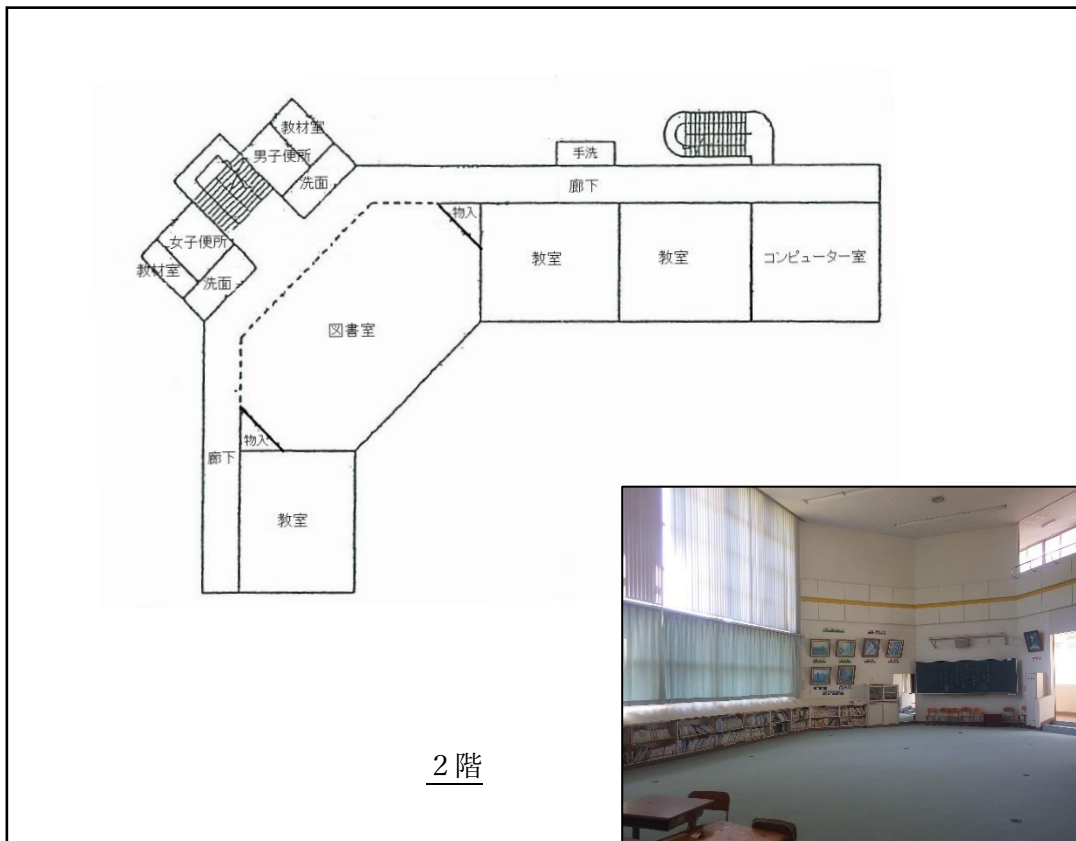 教材室
男子便所
洗面
手洗
廊下
女子便所
教材室
洗面
物入
教室
教室
コンピューター室
図書室
物入
廊下
教室
2階